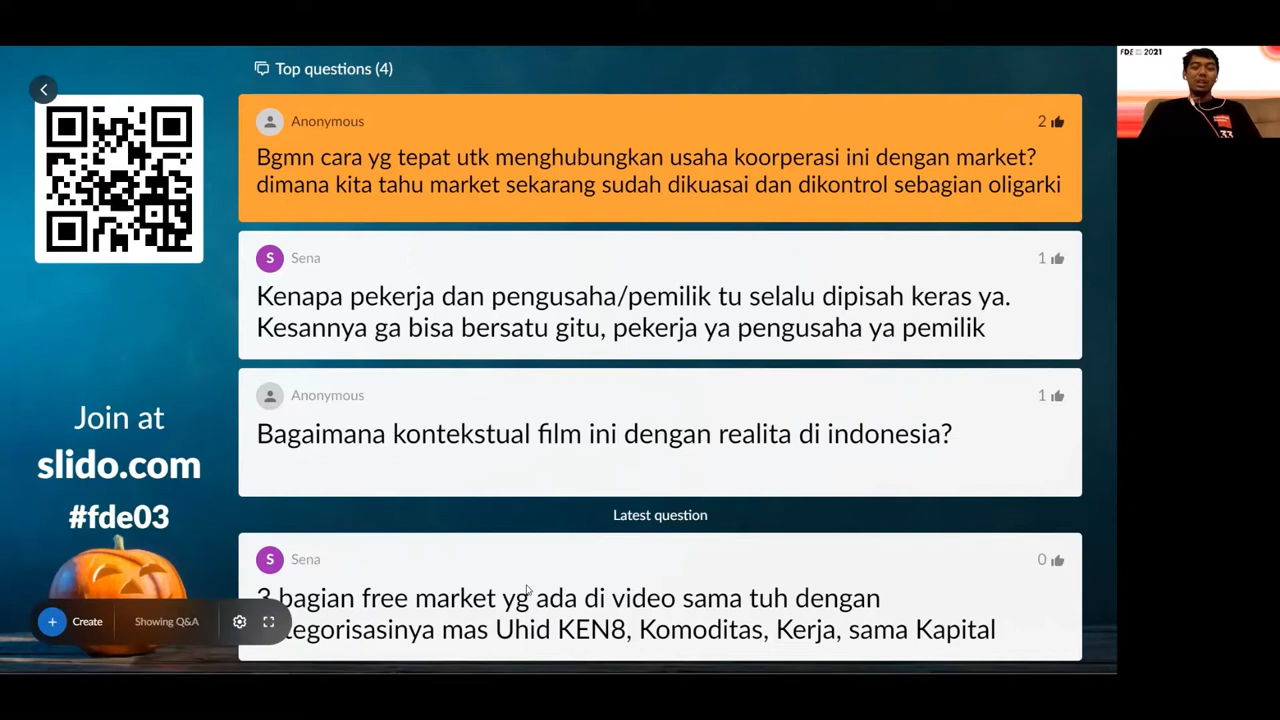 Top questions (4)
FDE 2021
Anonymous
2
Bgmn cara yg tepat utk menghubungkan usaha koorperasi ini dengan market?
dimana kita tahu market sekarang sudah dikuasai dan dikontrol sebagian oligarki
S
Sena
1
Kenapa pekerja dan pengusaha/pemilik tu selalu dipisah keras ya.
Kesannya ga bisa bersatu gitu, pekerja ya pengusaha ya pemilik
Anonymous
1
Bagaimana kontekstual film ini dengan realita di indonesia?
Join at
slido.com
#fde03
Latest question
S
Sena
0
3 bagian free market yg ada di video sama tuh dengan
tegorisasinya mas Uhid KEN8, Komoditas, Kerja, sama Kapital
Create
Showing Q&A
33